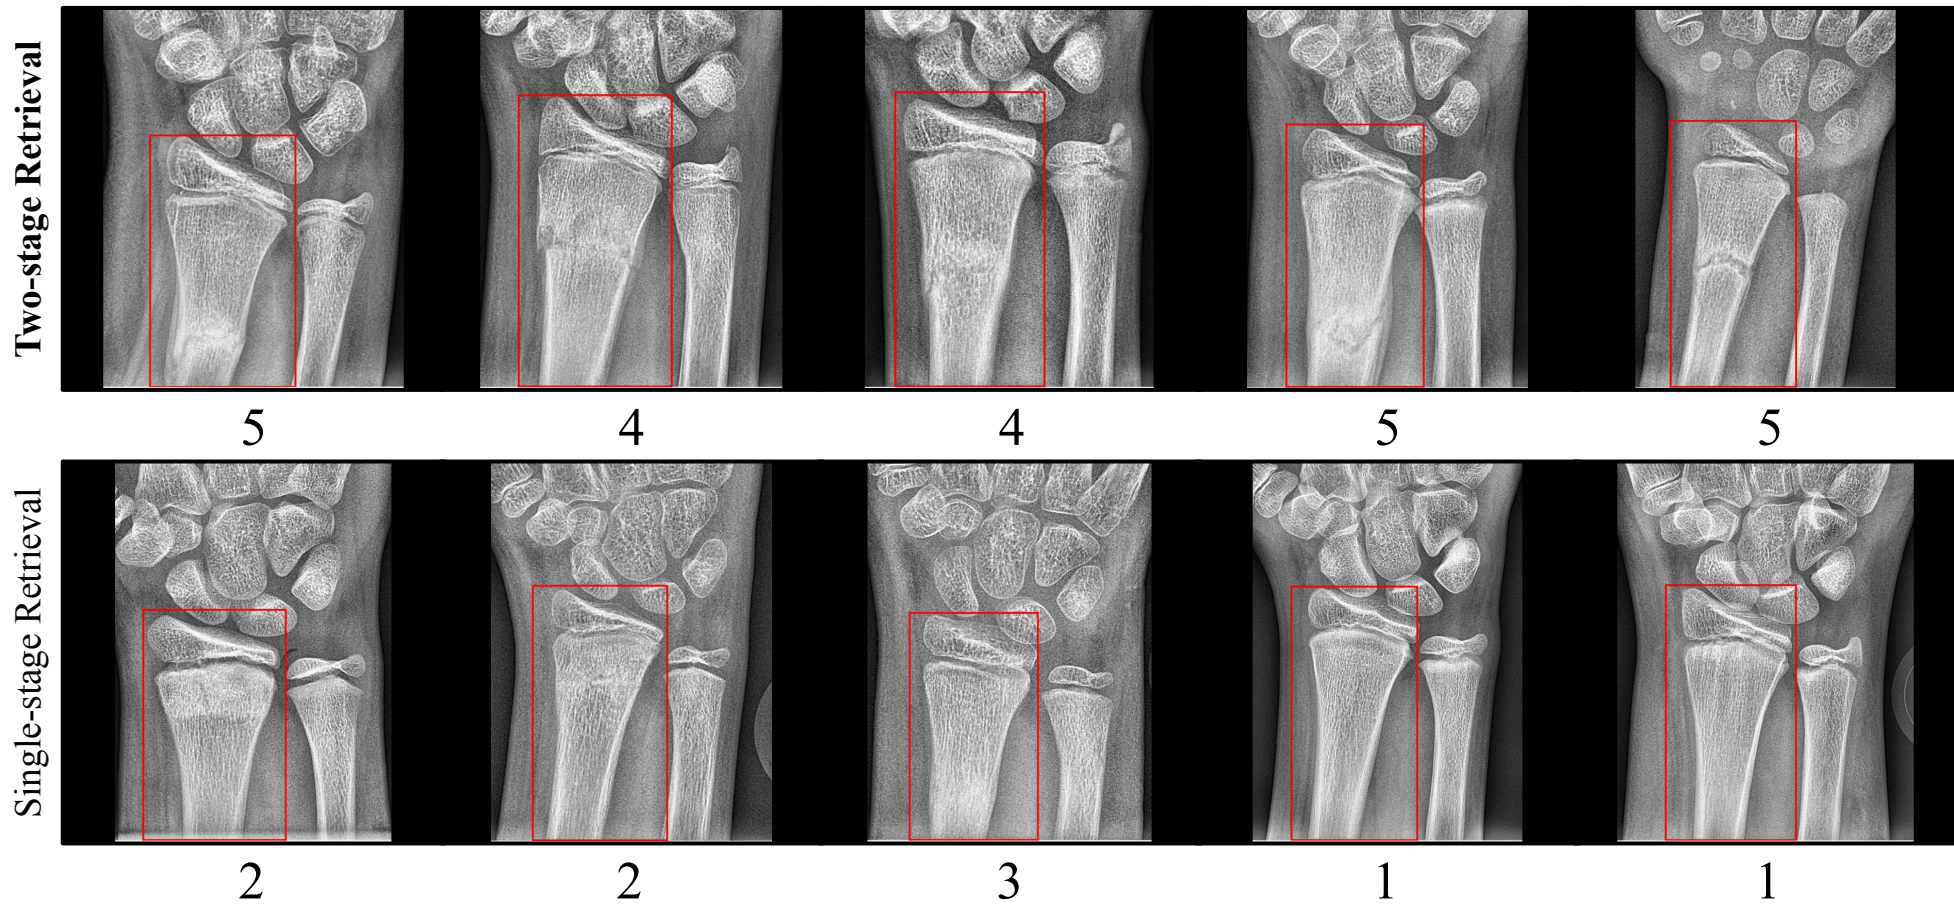 Two-stage Retrieval
5 4 4 5 5
Single-stage Retrieval
2 2 3 1 1